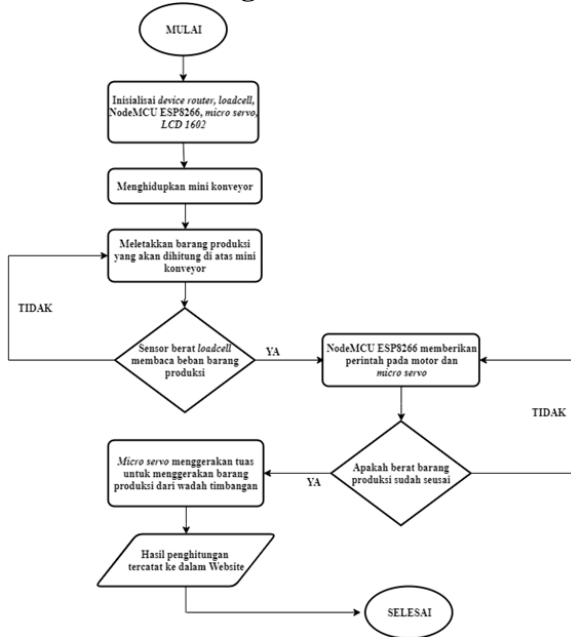 MULAI
Inisialisai device router, loadcell,
NodeMCU ESP8266, micro servo,
LCD 1602
Menghidupkan mini konveyor
Meletakkan barang produksi
yang akan dihitung di atas mini
konveyor
TIDAK
Sensor berat loadcell
membaca beban barang
produksi
YA
NodeMCU ESP8266 memberikan
perintah pada motor dan
micro servo
TIDAK
Apakah berat barang
produksi sudah seusai
YA
Micro servo menggerakan tuas
untuk menggerakan barang
produksi dari wadah timbangan
Hasil penghitungan
tercatat ke dalam Website
SELESAI